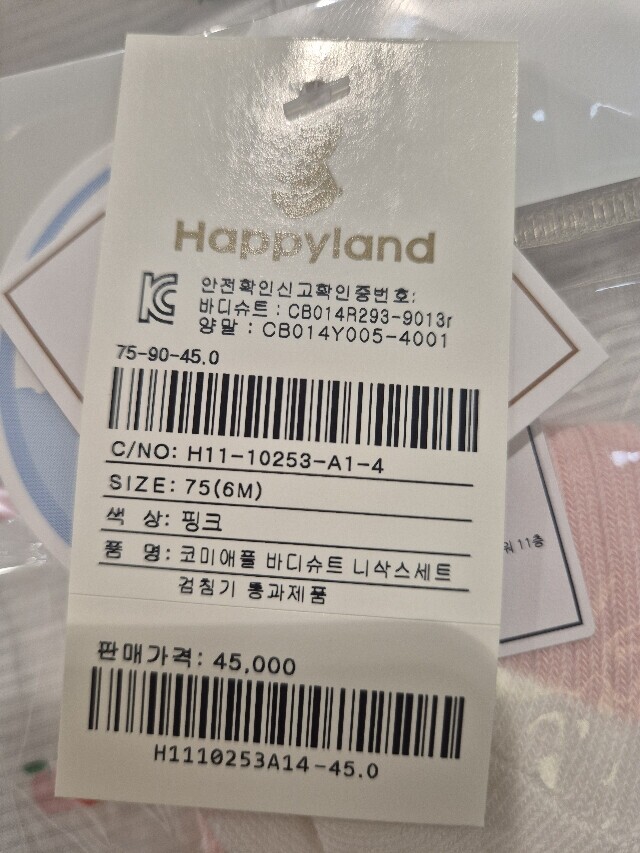 Happyland
안전확인신고확인증번호:
바디슈트 : CB014R293-9013r
양말 : CB014Y005-4001
75-90-45.0
C/NO: H11-10253-A1-4
SIZE: 75(6M)
색 상: 핑크
품 명: 코미애플 바디슈트 니삭스세트
검침기 통과제품
11층
판매가격: 45,000
H1110253A14-45.0